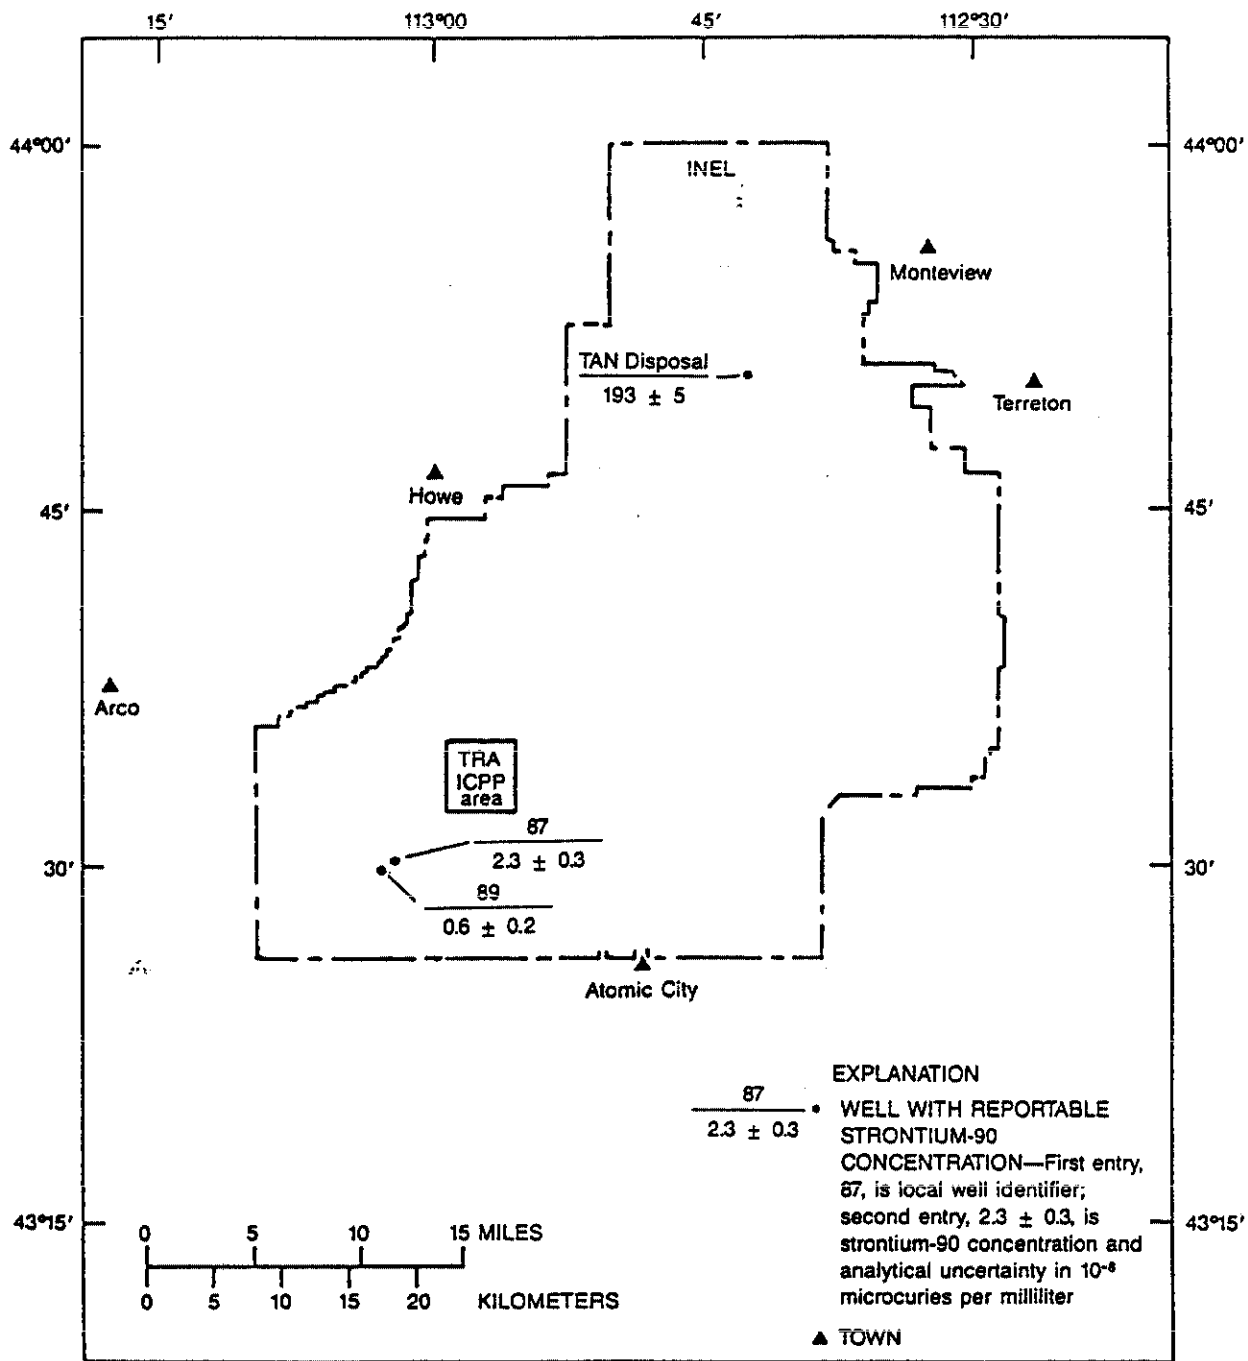 15′ 113°00′ 45′ 112°30′
44°00′ 44°00′
INEL
Monteview
TAN Disposal
193 ± 5
Terreton
Howe
45′ 45′
Arco
TRA
ICPP
area
87
2.3 ± 0.3
30′ 30′
89
0.6 ± 0.2
Atomic City
EXPLANATION
87
2.3 ± 0.3
WELL WITH REPORTABLE
STRONTIUM-90
CONCENTRATION—First entry,
87, is local well identifier;
second entry, 2.3 ± 0.3, is
strontium-90 concentration and
analytical uncertainty in 10⁻⁸
microcuries per milliliter
TOWN
43°15′ 43°15′
0 5 10 15 MILES
0 5 10 15 20 KILOMETERS